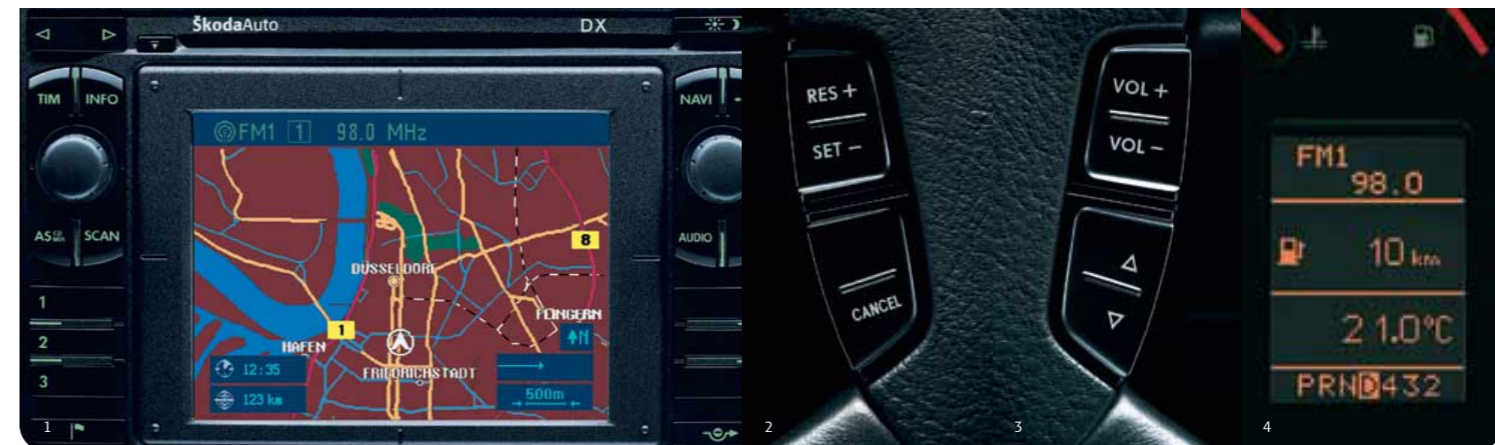 ŠkodaAuto DX
TIM INFO
NAVI
FM1 1 98.0 MHz
AS SCAN
AUDIO
8
DÜSSELDORF
FLINGERN
1
HAFEN
N
12:35
FRIEDRICHSTADT
123 km
500m
1
2
3
1
RES +
SET –
CANCEL
2
VOL +
VOL –
3
FM1
98.0
10 km
21.0°C
PRND432
4